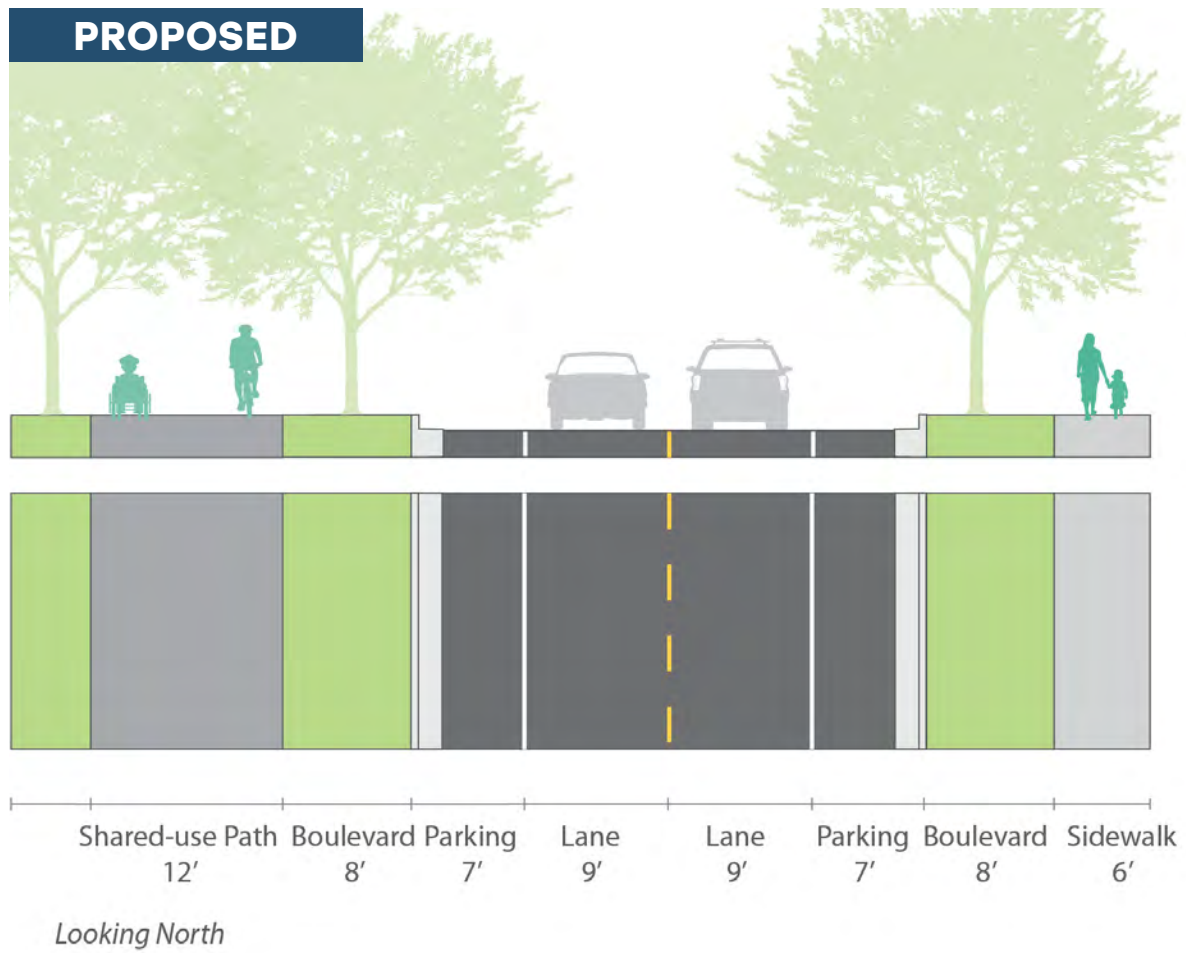 PROPOSED
Shared-use Path Boulevard Parking Lane Lane Parking Boulevard Sidewalk
12′ 8′ 7′ 9′ 9′ 7′ 8′ 6′
Looking North